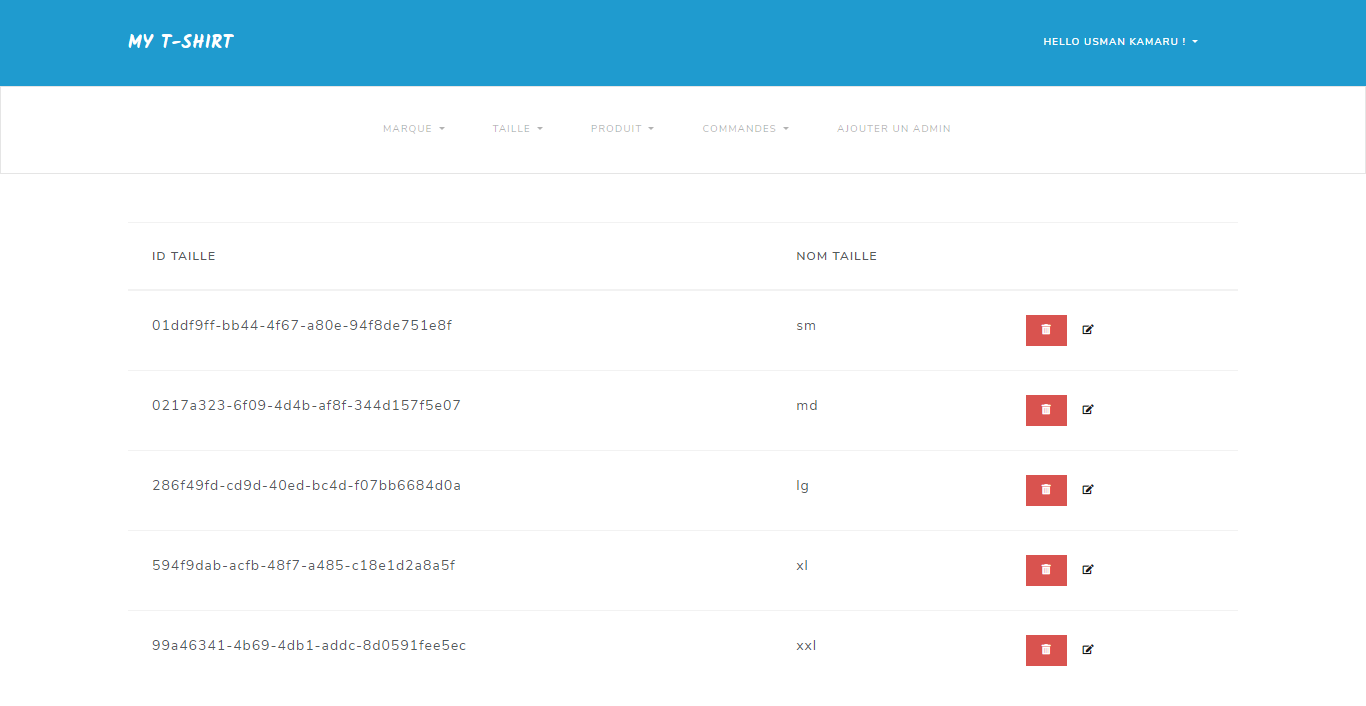 MY T-SHIRT
HELLO USMAN KAMARU !
MARQUE TAILLE PRODUIT COMMANDES AJOUTER UN ADMIN
ID TAILLE NOM TAILLE
01ddf9ff-bb44-4f67-a80e-94f8de751e8f sm
0217a323-6f09-4d4b-af8f-344d157f5e07 md
286f49fd-cd9d-40ed-bc4d-f07bb6684d0a lg
594f9dab-acfb-48f7-a485-c18e1d2a8a5f xl
99a46341-4b69-4db1-addc-8d0591fee5ec xxl